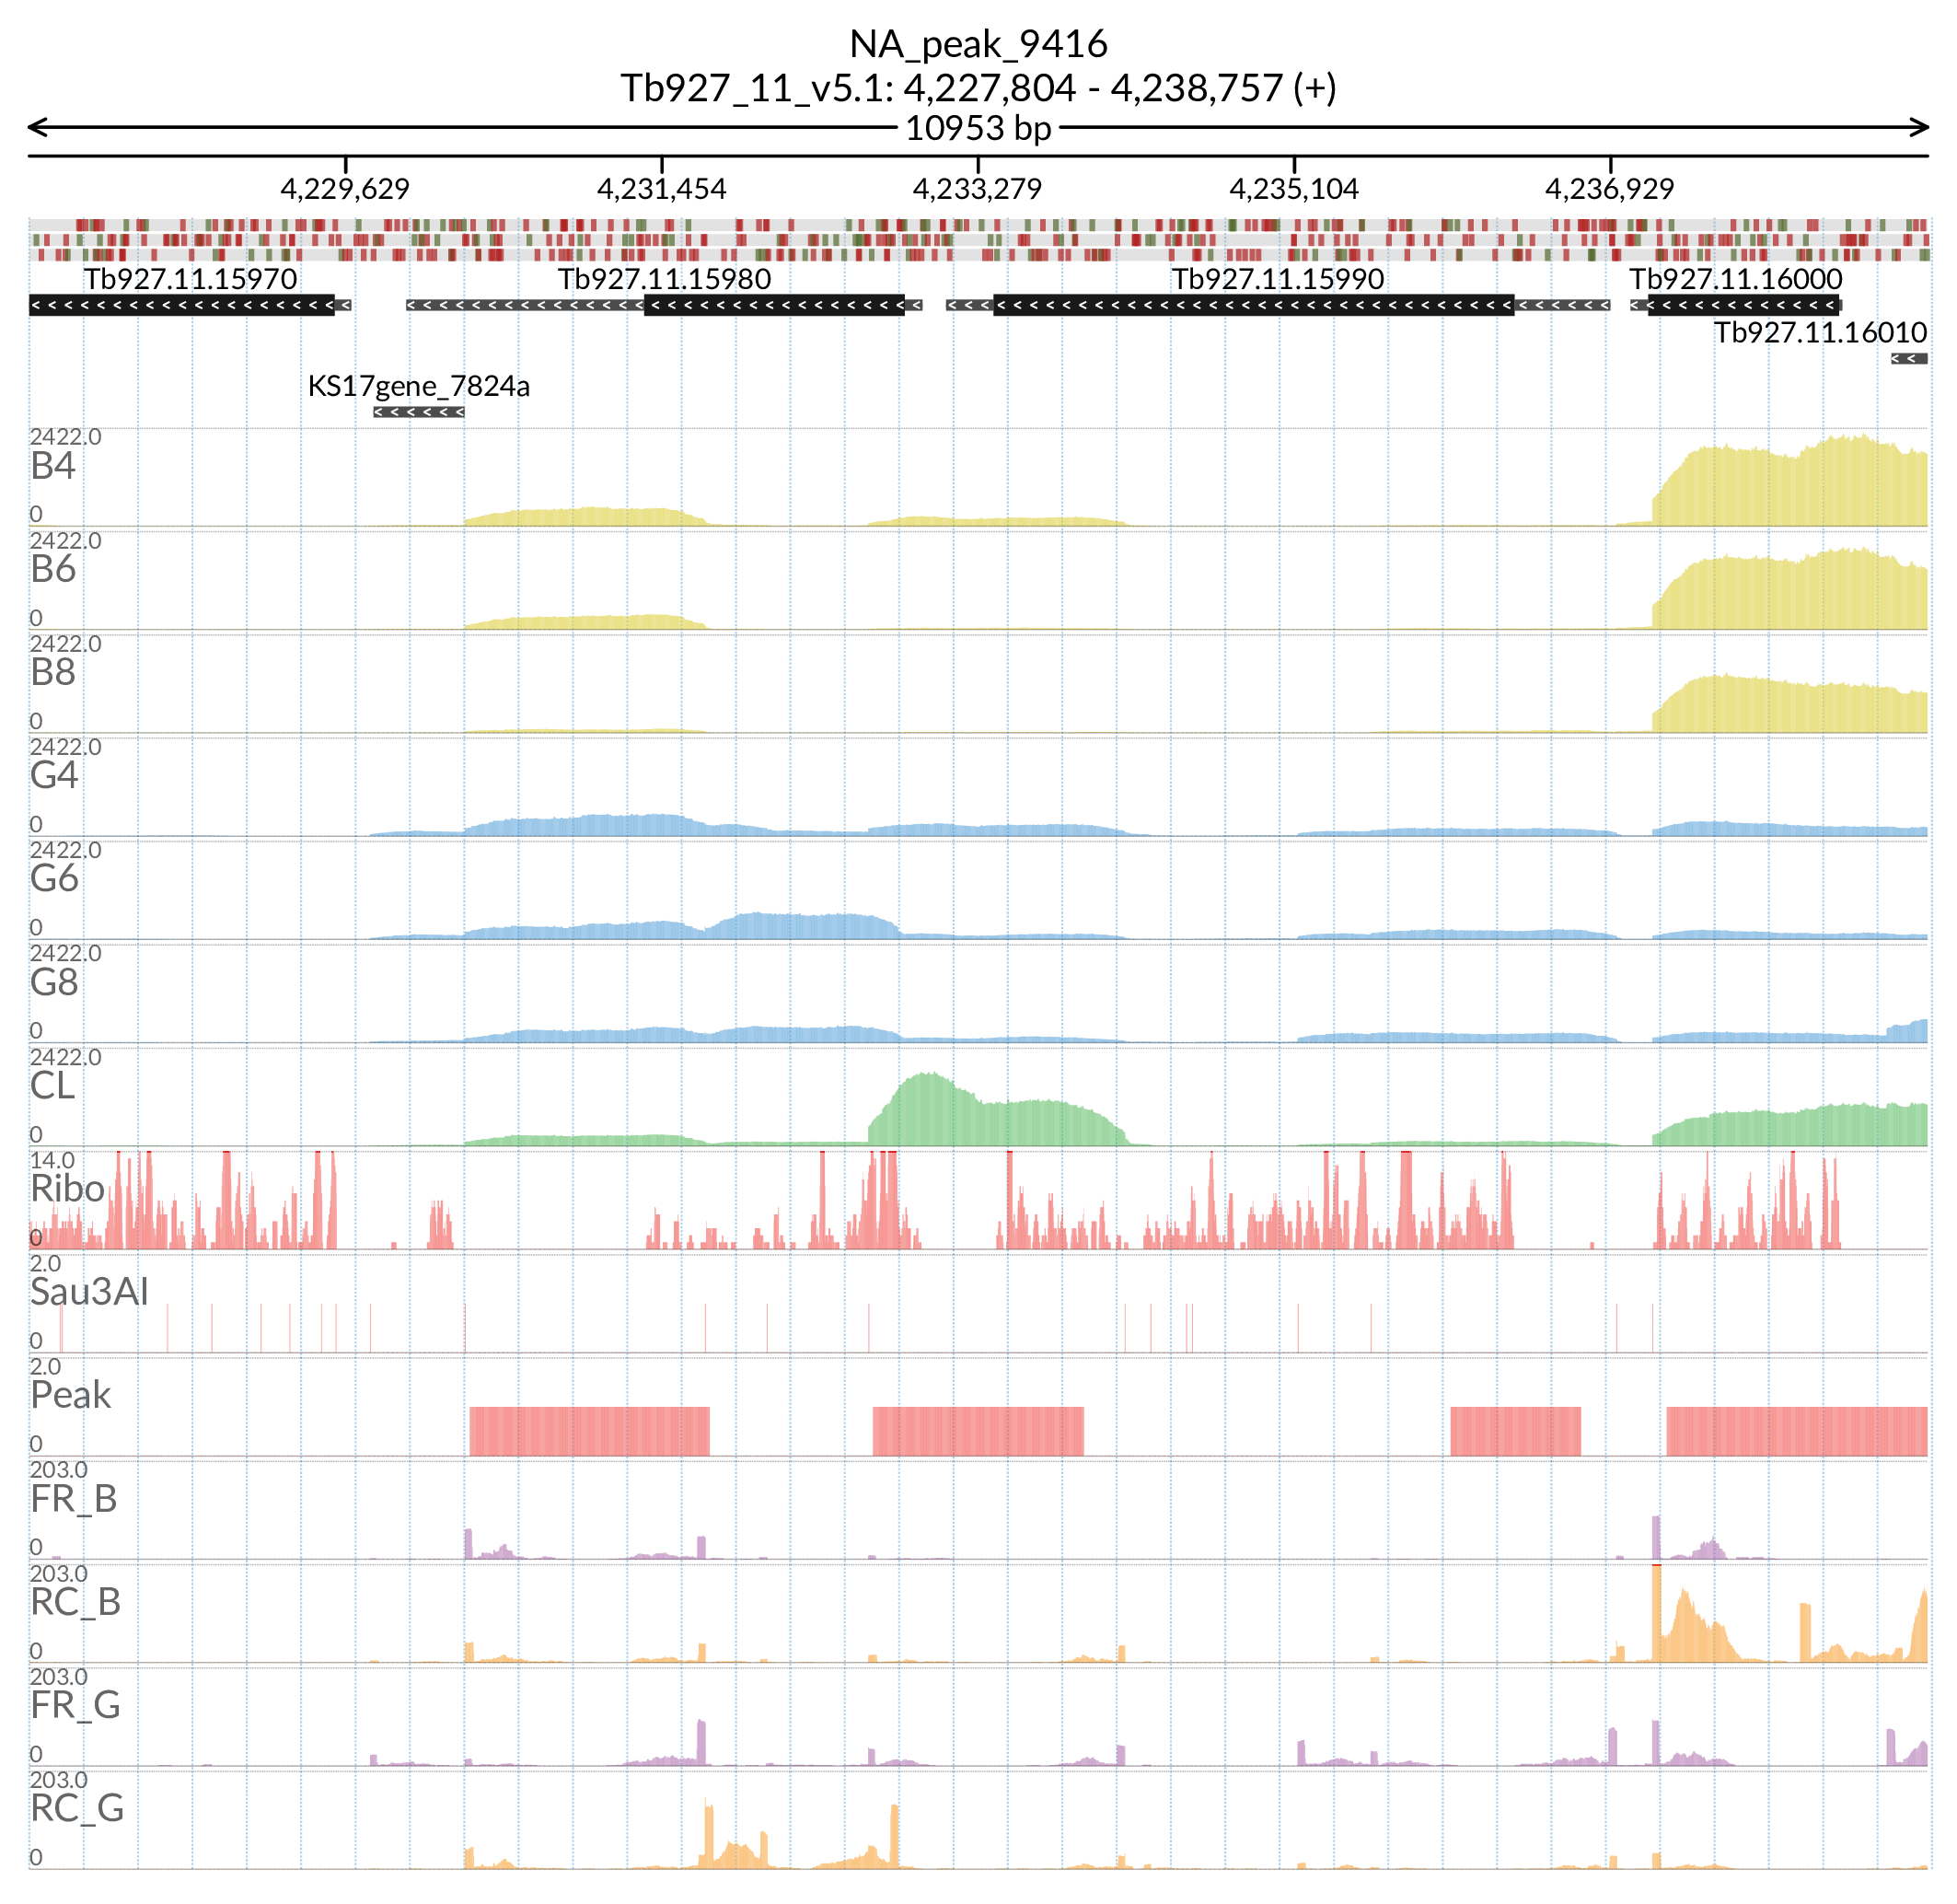 NA_peak_9416
Tb927_11_v5.1: 4,227,804 - 4,238,757 (+)
10953 bp
4,229,629 4,231,454 4,233,279 4,235,104 4,236,929
Tb927.11.15970 Tb927.11.15980 Tb927.11.15990 Tb927.11.16000
Tb927.11.16010
KS17gene_7824a
2422.0
B4
0
2422.0
B6
0
2422.0
B8
0
2422.0
G4
0
2422.0
G6
0
2422.0
G8
0
2422.0
CL
0
14.0
Ribo
0
2.0
Sau3AI
0
2.0
Peak
0
203.0
FR_B
0
203.0
RC_B
0
203.0
FR_G
0
203.0
RC_G
0